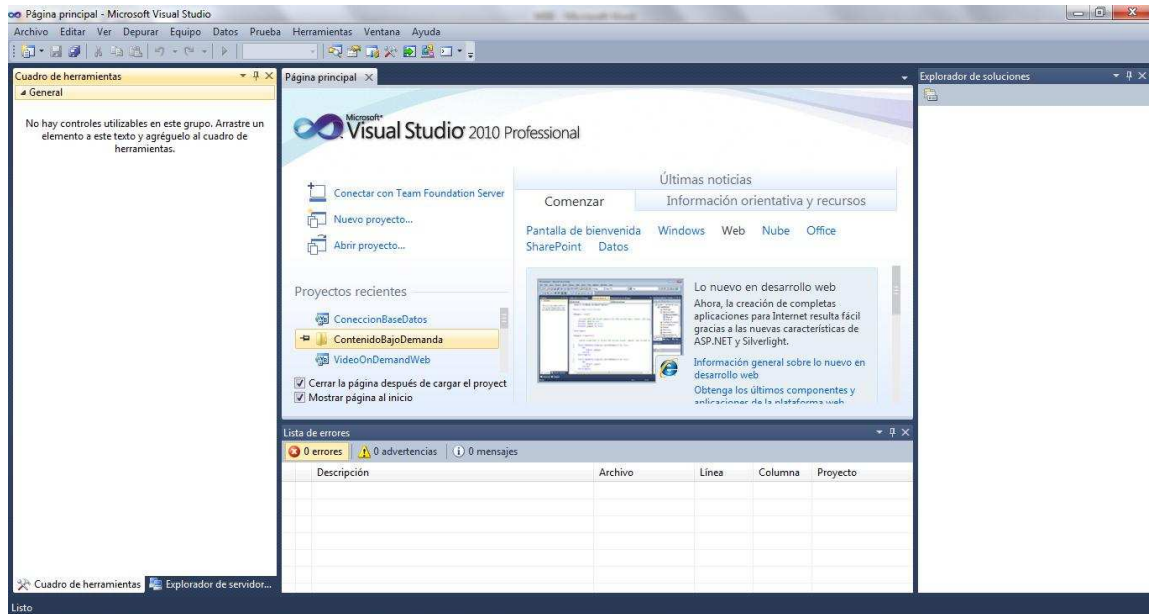 Página principal - Microsoft Visual Studio
Archivo Editar Ver Depurar Equipo Datos Prueba Herramientas Ventana Ayuda
Cuadro de herramientas
General
No hay controles utilizables en este grupo. Arrastre un
elemento a este texto y agréguelo al cuadro de
herramientas.
Cuadro de herramientas Explorador de servidor...
Página principal
Microsoft
Visual Studio 2010 Professional
Conectar con Team Foundation Server
Nuevo proyecto...
Abrir proyecto...
Proyectos recientes
ConeccionBaseDatos
ContenidoBajoDemanda
VideoOnDemandWeb
Cerrar la página después de cargar el proyect
Mostrar página al inicio
Últimas noticias
Comenzar Información orientativa y recursos
Pantalla de bienvenida Windows Web Nube Office
SharePoint Datos
Lo nuevo en desarrollo web
Ahora, la creación de completas
aplicaciones para Internet resulta fácil
gracias a las nuevas características de
ASP.NET y Silverlight.
Información general sobre lo nuevo en
desarrollo web
Obtenga los últimos componentes y
aplicaciones de la plataforma web
Lista de errores
0 errores 0 advertencias 0 mensajes
Descripción Archivo Línea Columna Proyecto
Explorador de soluciones
Listo